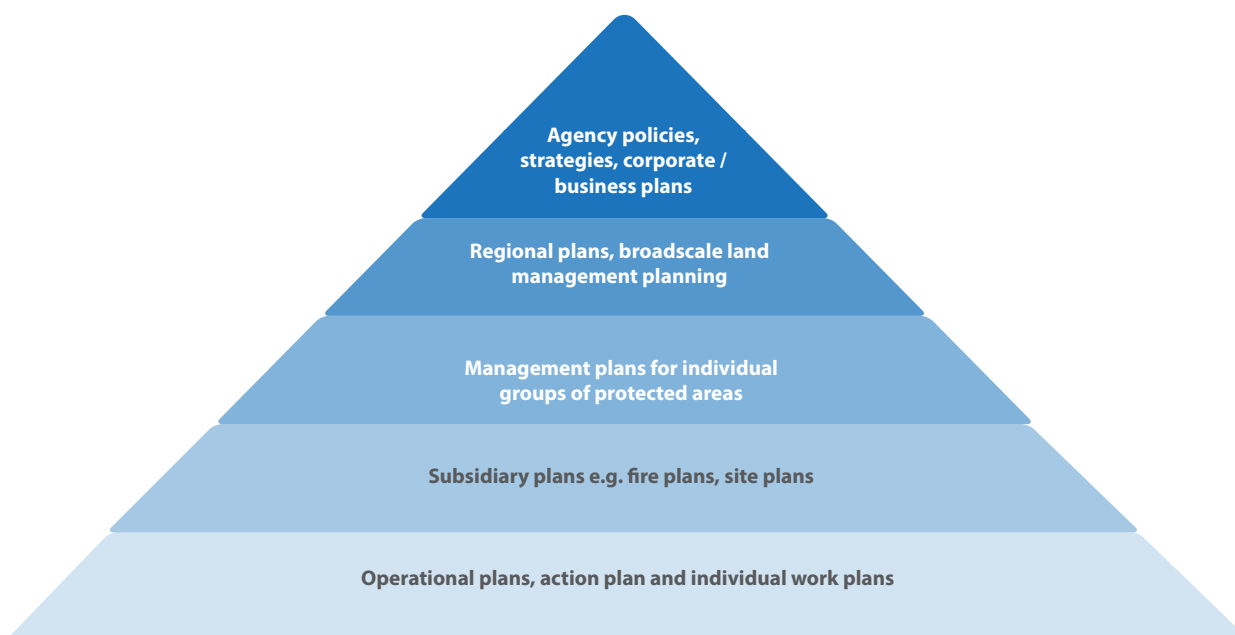 Agency policies,
strategies, corporate /
business plans
Regional plans, broadscale land
management planning
Management plans for individual
groups of protected areas
Subsidiary plans e.g. fire plans, site plans
Operational plans, action plan and individual work plans